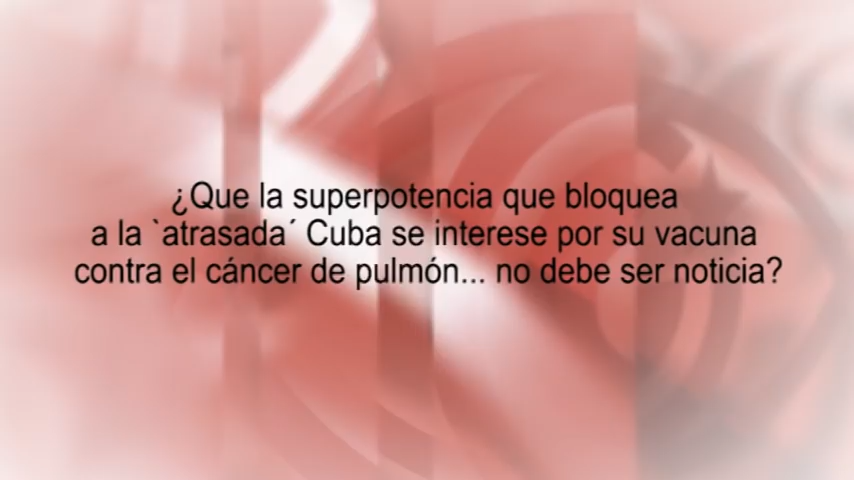 ¿Que la superpotencia que bloquea
a la `atrasada´ Cuba se interese por su vacuna
contra el cáncer de pulmón... no debe ser noticia?